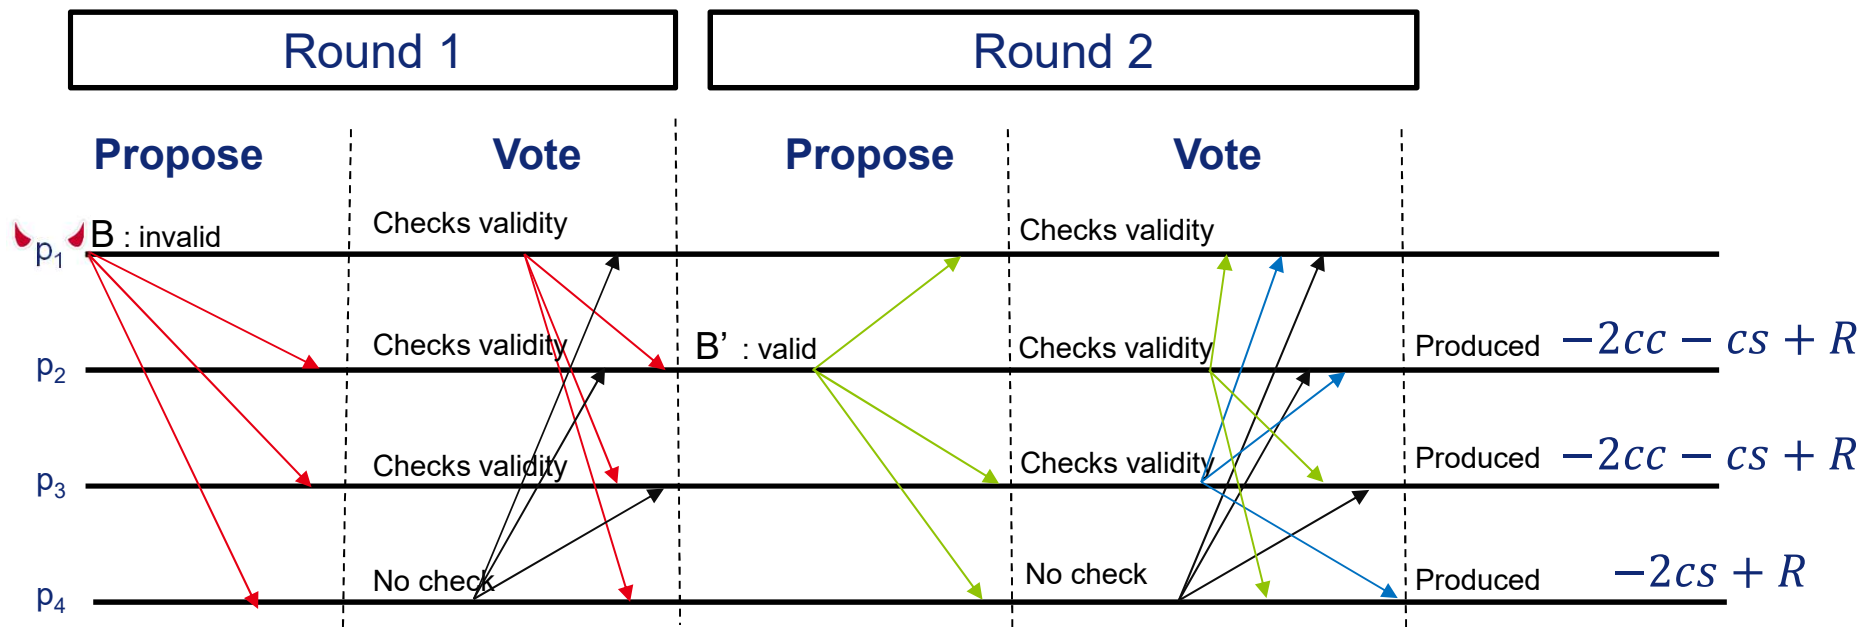 Round 1
Round 2
Propose
Vote
Propose
Vote
p1 B : invalid
Checks validity
Checks validity
p2
Checks validity
B’ : valid
Checks validity
Produced −2cc − cs + R
p3
Checks validity
Checks validity
Produced −2cc − cs + R
p4
No check
No check
Produced −2cs + R